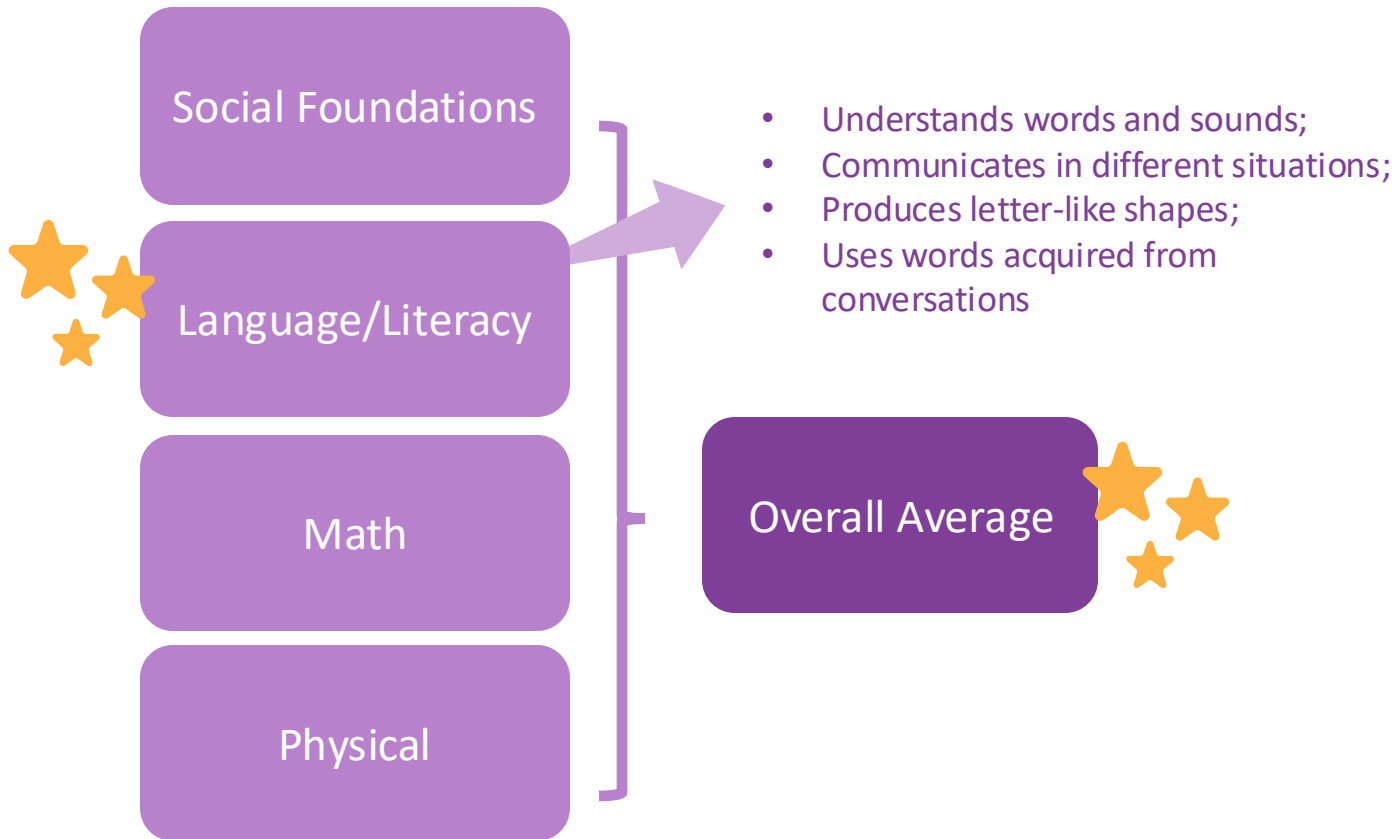 Social Foundations
Language/Literacy
Math
Physical
• Understands words and sounds;
• Communicates in different situations;
• Produces letter-like shapes;
• Uses words acquired from
conversations
Overall Average